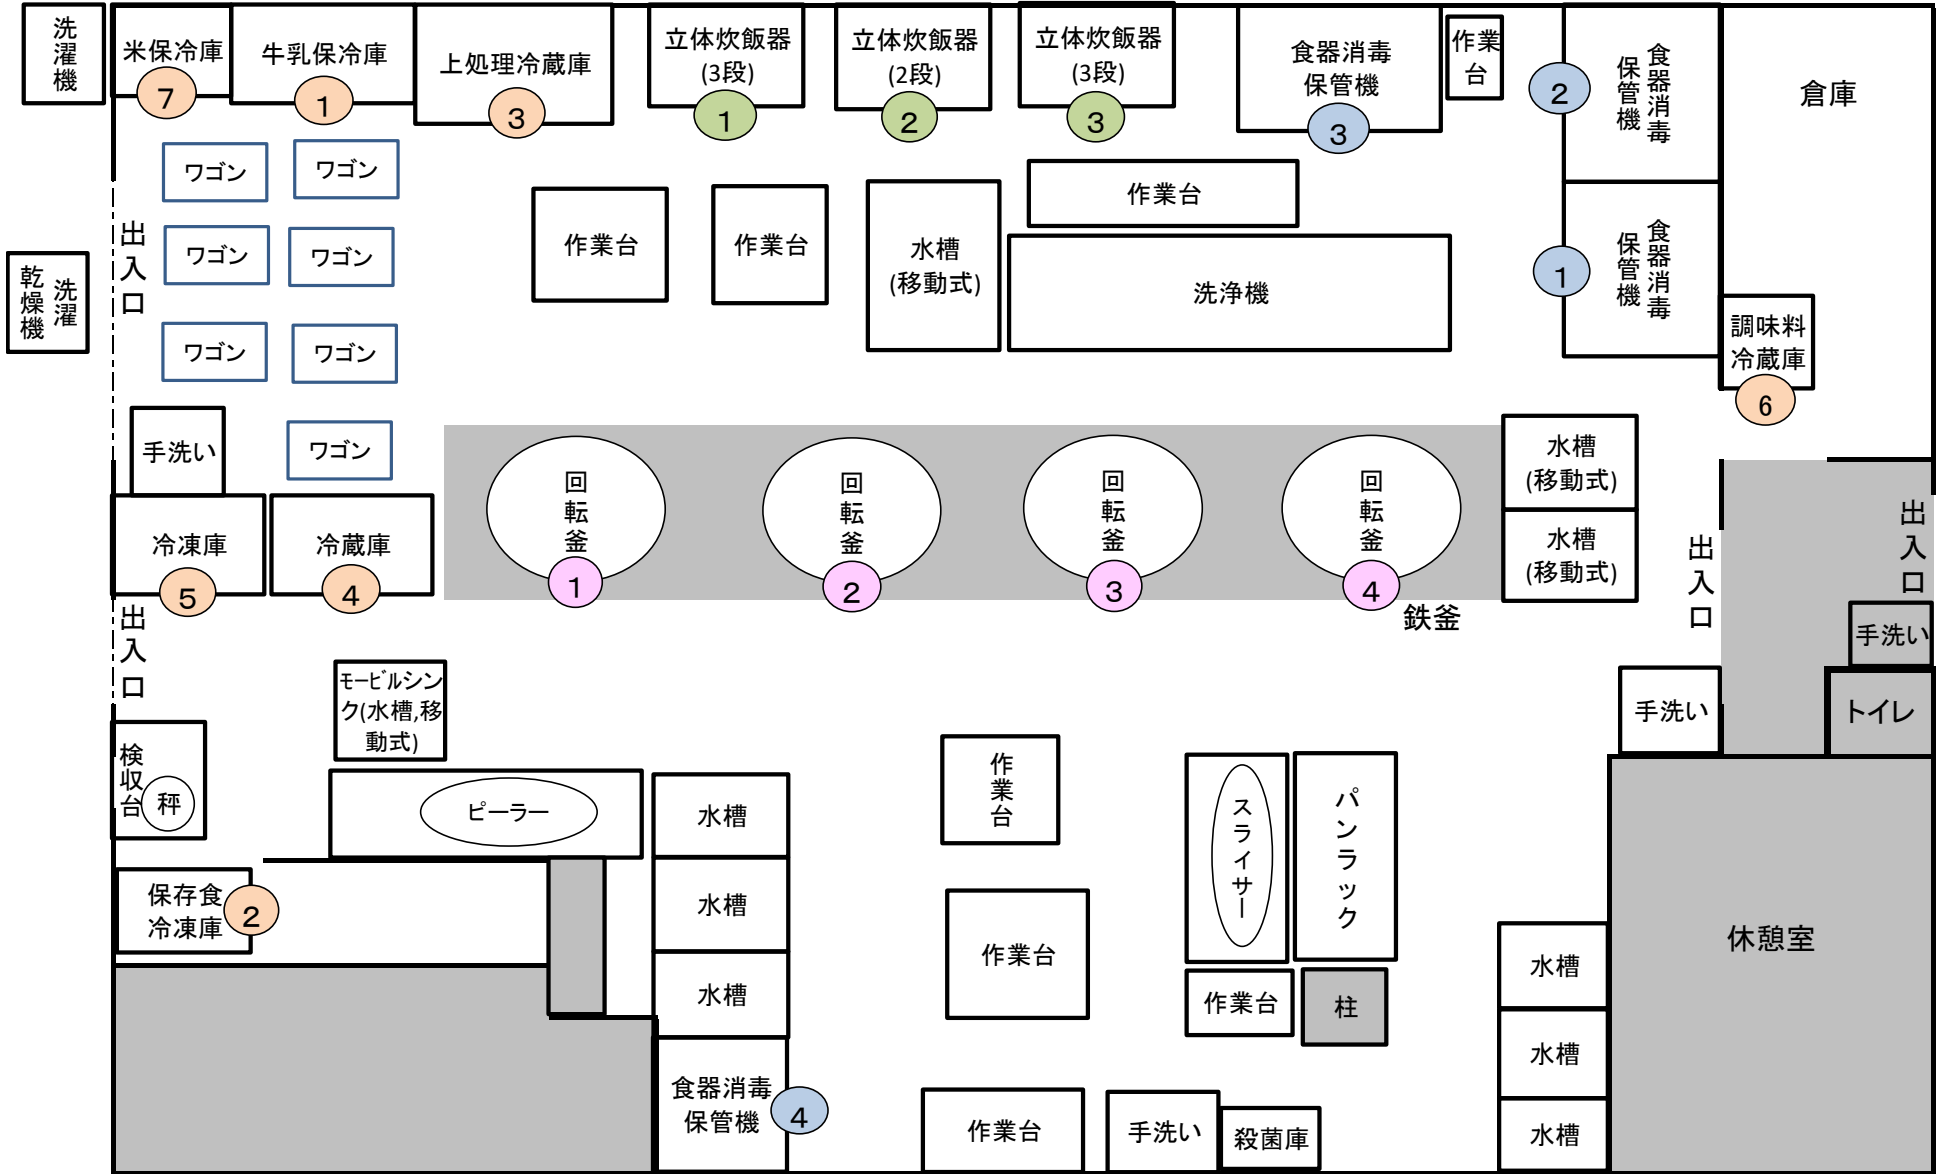 洗濯機
米保冷庫
7
牛乳保冷庫
1
上処理冷蔵庫
3
立体炊飯器
(3段)
1
立体炊飯器
(2段)
2
立体炊飯器
(3段)
3
食器消毒
保管機
3
作業
台
食器消毒
保管機
2
倉庫
ワゴン
ワゴン
ワゴン
ワゴン
ワゴン
ワゴン
ワゴン
出入口
洗濯
乾燥機
作業台
作業台
水槽
(移動式)
作業台
洗浄機
食器消毒
保管機
1
調味料
冷蔵庫
6
手洗い
冷凍庫
5
冷蔵庫
4
回転釜
1
回転釜
2
回転釜
3
回転釜
4
鉄釜
水槽
(移動式)
水槽
(移動式)
出入口
出入口
手洗い
トイレ
手洗い
出入口
モービルシン
ク(水槽,移
動式)
検収台
秤
ピーラー
水槽
水槽
水槽
保存食
冷凍庫
2
食器消毒
保管機
4
作業台
作業台
作業台
スライサー
パンラック
作業台
柱
手洗い
殺菌庫
水槽
水槽
水槽
休憩室